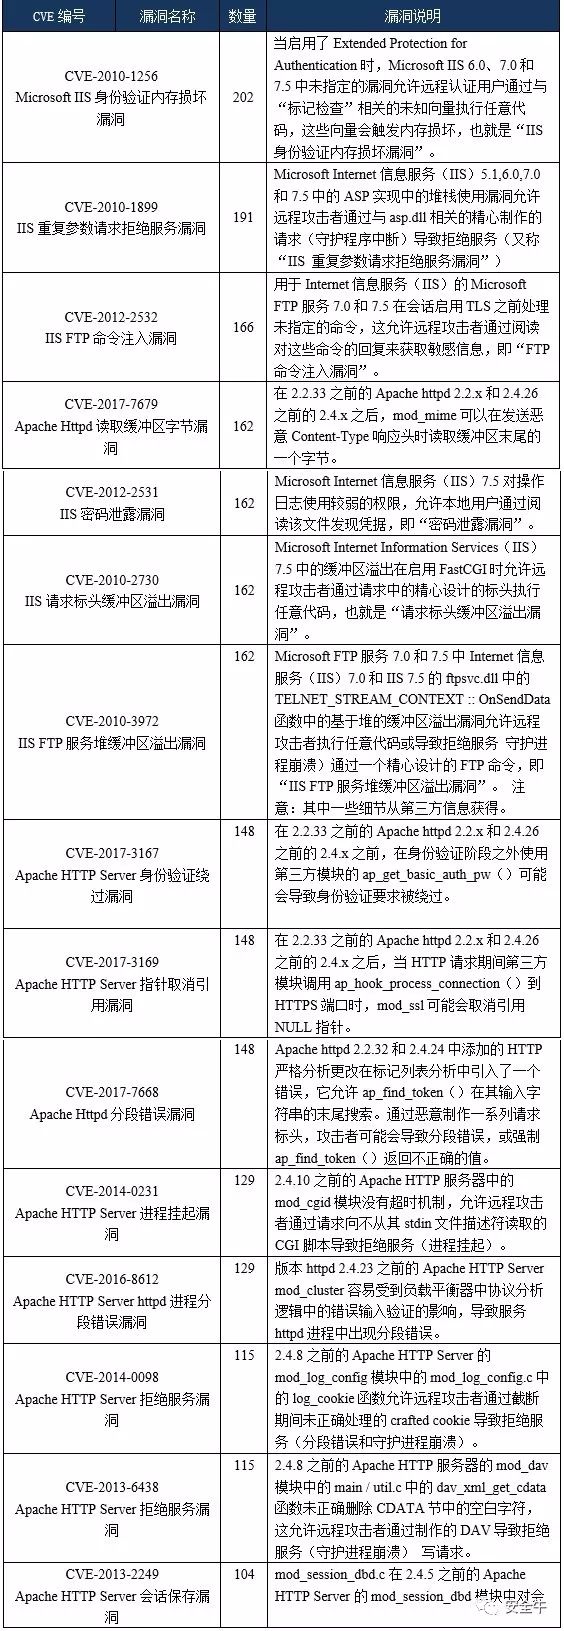 CVE 编号 漏洞名称 数量 漏洞说明
CVE-2010-1256
Microsoft IIS 身份验证内存损坏
漏洞
202
当启用了 Extended Protection for
Authentication 时，Microsoft IIS 6.0、7.0 和
7.5 中未指定的漏洞允许远程认证用户通过与
“标记检查”相关的未知向量执行任意代
码，这些向量会触发内存损坏，也就是“IIS
身份验证内存损坏漏洞”。
CVE-2010-1899
IIS 重复参数请求拒绝服务漏洞
191
Microsoft Internet 信息服务（IIS）5.1,6.0,7.0
和 7.5 中的 ASP 实现中的堆栈使用漏洞允许
远程攻击者通过与 asp.dll 相关的精心制作的
请求（守护程序中断）导致拒绝服务（又称
“IIS 重复参数请求拒绝服务漏洞”）
CVE-2012-2532
IIS FTP 命令注入漏洞
166
用于 Internet 信息服务（IIS）的 Microsoft
FTP 服务 7.0 和 7.5 在会话启用 TLS 之前处理
未指定的命令，这允许远程攻击者通过阅读
对这些命令的回复来获取敏感信息，即“FTP
命令注入漏洞”。
CVE-2017-7679
Apache Httpd 读取缓冲区字节漏
洞
162
在 2.2.33 之前的 Apache httpd 2.2.x 和 2.4.26
之前的 2.4.x 之后，mod_mime 可以在发送恶
意 Content-Type 响应头时读取缓冲区末尾的
一个字节。
CVE-2012-2531
IIS 密码泄露漏洞
162
Microsoft Internet 信息服务（IIS）7.5 对操作
日志使用较弱的权限，允许本地用户通过阅
读该文件发现凭据，即“密码泄露漏洞”。
CVE-2010-2730
IIS 请求标头缓冲区溢出漏洞
162
Microsoft Internet Information Services（IIS）
7.5 中的缓冲区溢出在启用 FastCGI 时允许远
程攻击者通过请求中的精心设计的标头执行
任意代码，也就是“请求标头缓冲区溢出漏
洞”。
CVE-2010-3972
IIS FTP 服务堆缓冲区溢出漏洞
162
Microsoft FTP 服务 7.0 和 7.5 中 Internet 信息
服务（IIS）7.0 和 IIS 7.5 的 ftpsvc.dll 中的
TELNET_STREAM_CONTEXT :: OnSendData
函数中的基于堆的缓冲区溢出漏洞允许远程
攻击者执行任意代码或导致拒绝服务 守护进
程崩溃）通过一个精心设计的 FTP 命令，即
“IIS FTP 服务堆缓冲区溢出漏洞”。 注
意：其中一些细节从第三方信息获得。
CVE-2017-3167
Apache HTTP Server 身份验证绕
过漏洞
148
在 2.2.33 之前的 Apache httpd 2.2.x 和 2.4.26
之前的 2.4.x 之前，在身份验证阶段之外使用
第三方模块的 ap_get_basic_auth_pw（）可能
会导致身份验证要求被绕过。
CVE-2017-3169
Apache HTTP Server 指针取消引
用漏洞
148
在 2.2.33 之前的 Apache httpd 2.2.x 和 2.4.26
之前的 2.4.x 之后，当 HTTP 请求期间第三方
模块调用 ap_hook_process_connection（）到
HTTPS 端口时，mod_ssl 可能会取消引用
NULL 指针。
CVE-2017-7668
Apache Httpd 分段错误漏洞
148
Apache httpd 2.2.32 和 2.4.24 中添加的 HTTP
严格分析更改在标记列表分析中引入了一个
错误，它允许 ap_find_token（）在其输入字
符串的末尾搜索。通过恶意制作一系列请求
标头，攻击者可能会导致分段错误，或强制
ap_find_token（）返回不正确的值。
CVE-2014-0231
Apache HTTP Server 进程挂起漏
洞
129
2.4.10 之前的 Apache HTTP 服务器中的
mod_cgid 模块没有超时机制，允许远程攻击
者通过请求向不从其 stdin 文件描述符读取的
CGI 脚本导致拒绝服务（进程挂起）。
CVE-2016-8612
Apache HTTP Server httpd 进程分
段错误漏洞
129
版本 httpd 2.4.23 之前的 Apache HTTP Server
mod_cluster 容易受到负载平衡器中协议分析
逻辑中的错误输入验证的影响，导致服务
httpd 进程中出现分段错误。
CVE-2014-0098
Apache HTTP Server 拒绝服务漏
洞
115
2.4.8 之前的 Apache HTTP Server 的
mod_log_config 模块中的 mod_log_config.c 中
的 log_cookie 函数允许远程攻击者通过截断
期间未正确处理的 crafted cookie 导致拒绝服
务（分段错误和守护进程崩溃）。
CVE-2013-6438
Apache HTTP Server 拒绝服务漏
洞
115
2.4.8 之前的 Apache HTTP 服务器的 mod_dav
模块中的 main / util.c 中的 dav_xml_get_cdata
函数未正确删除 CDATA 节中的空白字符，
这允许远程攻击者通过制作的 DAV 导致拒绝
服务（守护进程崩溃） 写请求。
CVE-2013-2249
Apache HTTP Server 会话保存漏
洞
104
mod_session_dbd.c 在 2.4.5 之前的 Apache
HTTP Server 的 mod_session_dbd 模块中对会
安全牛